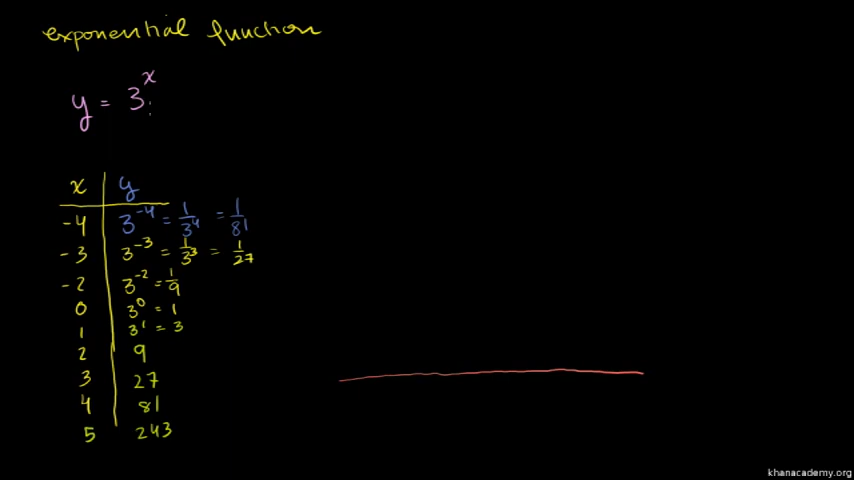 exponential function
y = 3^x
x y
-4 3^-4 = 1/3^4 = 1/81
-3 3^-3 = 1/3^3 = 1/27
-2 3^-2 = 1/9
0 3^0 = 1
1 3^1 = 3
2 9
3 27
4 81
5 243
khanacademy.org